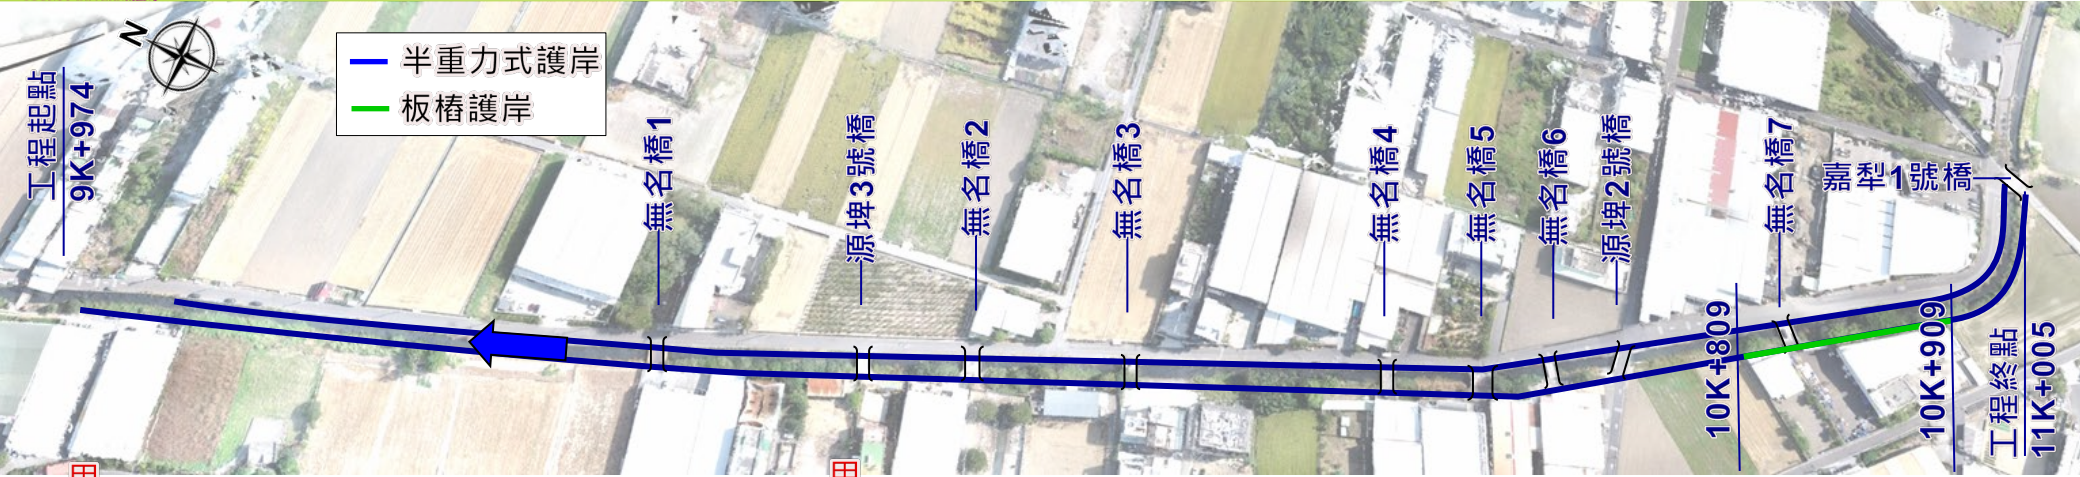 N
半重力式護岸
板樁護岸
工程起點
9K+974
無名橋1
源埤3號橋
無名橋2
無名橋3
無名橋4
無名橋5
無名橋6
源埤2號橋
無名橋7
嘉犁1號橋
10K+809
10K+909
工程終點
11K+005